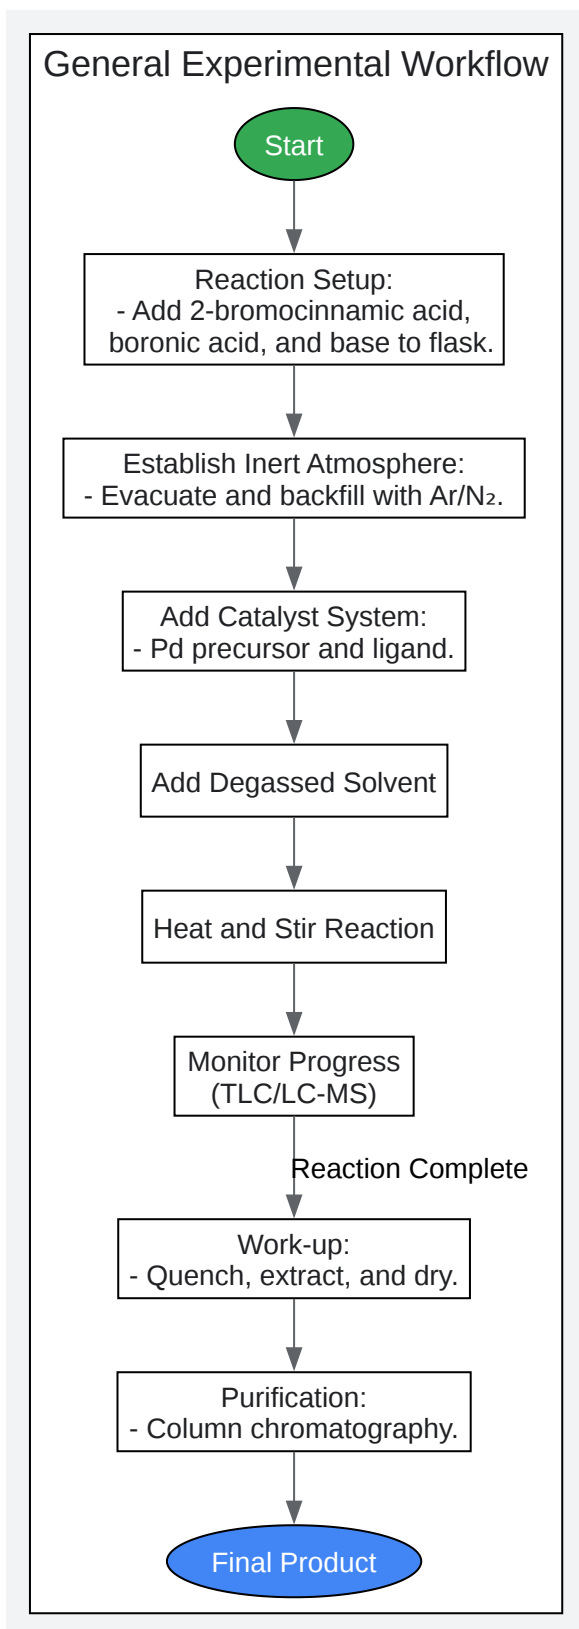 General Experimental Workflow
Start
Reaction Setup:
- Add 2-bromocinnamic acid,
boronic acid, and base to flask.
Establish Inert Atmosphere:
- Evacuate and backfill with Ar/N₂.
Add Catalyst System:
- Pd precursor and ligand.
Add Degassed Solvent
Heat and Stir Reaction
Monitor Progress
(TLC/LC-MS)
Reaction Complete
Work-up:
- Quench, extract, and dry.
Purification:
- Column chromatography.
Final Product